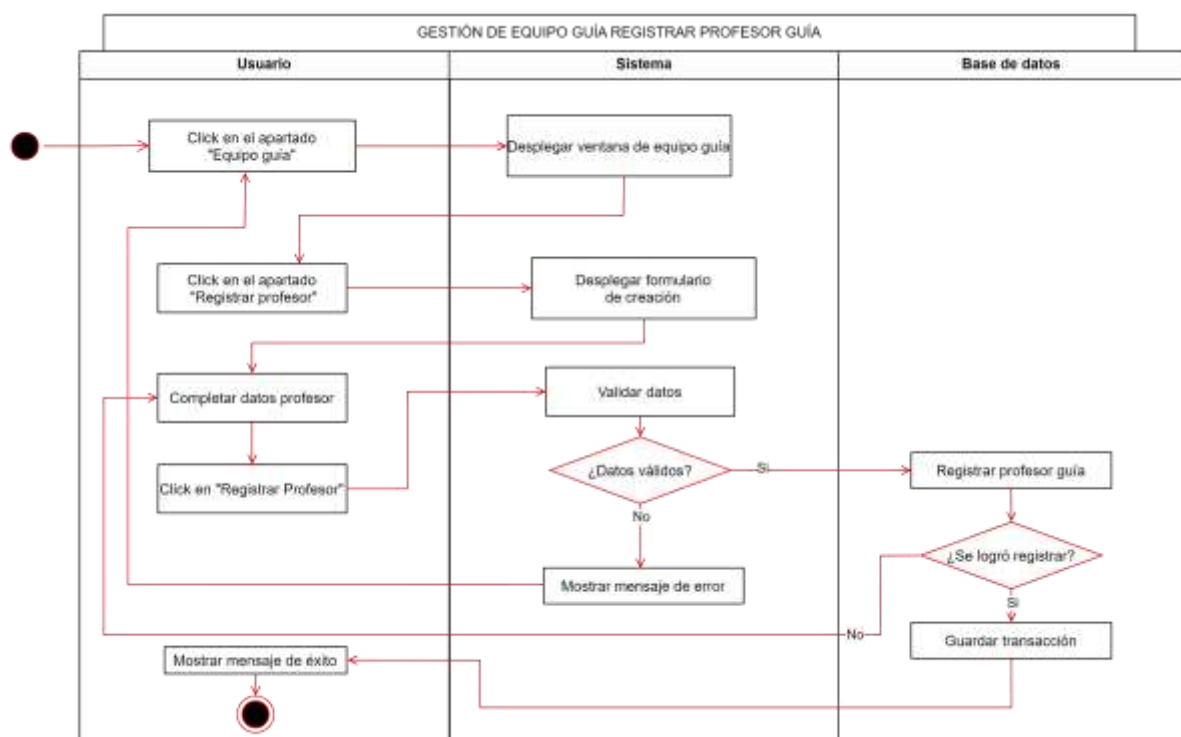 GESTIÓN DE EQUIPO GUÍA REGISTRAR PROFESOR GUÍA
Usuario
Sistema
Base de datos
Click en el apartado
"Equipo guía"
Desplegar ventana de equipo guía
Click en el apartado
"Registrar profesor"
Desplegar formulario
de creación
Completar datos profesor
Validar datos
¿Datos válidos?
Si
Registrar profesor guía
Click en "Registrar Profesor"
No
¿Se logró registrar?
Mostrar mensaje de error
Si
No
Guardar transacción
Mostrar mensaje de éxito